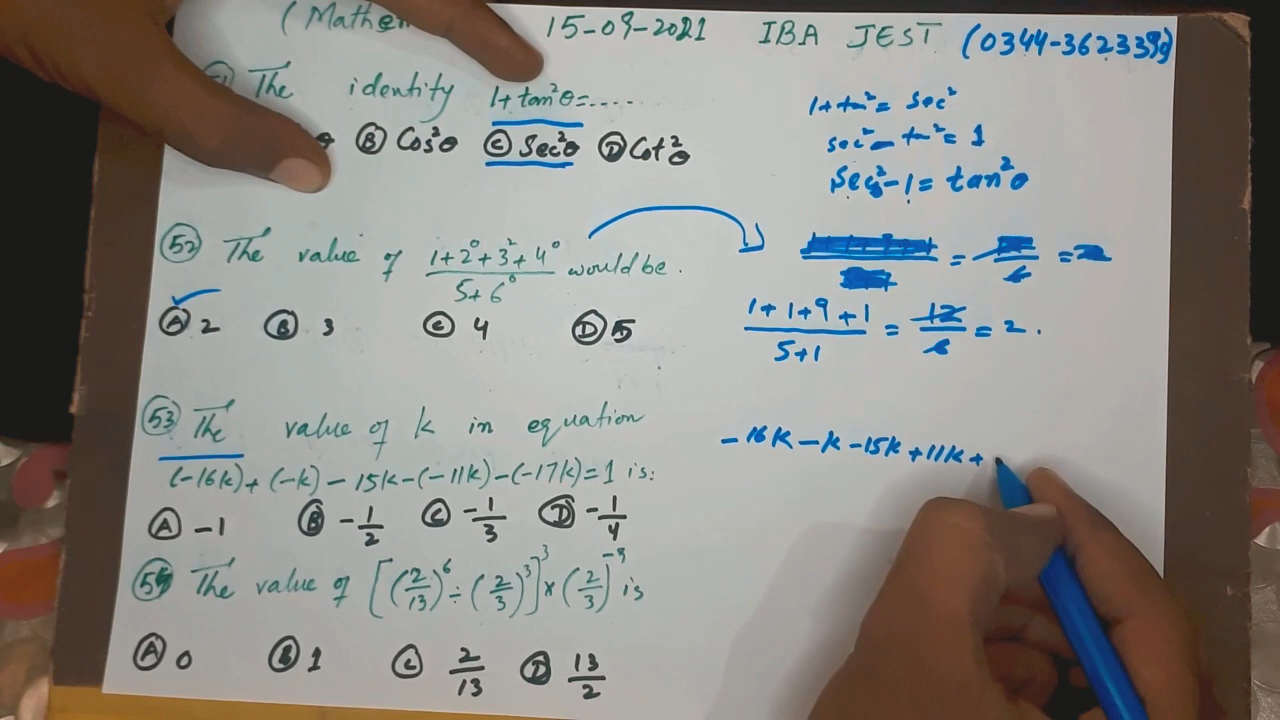 (Mathem 15-09-2021 IBA JEST (0344-3623390)
The identity 1+tan²θ=.....
Ⓑ Cos²θ Ⓒ Sec²θ Ⓓ Cot²θ
1+tan²= Sec²
sec²-tan²=1
Sec²-1=tan²θ
52 The value of (1+2⁰+3²+4⁰)/(5+6⁰) would be.
Ⓐ 2 Ⓑ 3 Ⓒ 4 Ⓓ 5
(1+1+9+1)/(5+1) = 12/6 = 2.
53 The value of k in equation
(-16k)+(-k)-15k-(-11k)-(-17k)=1 is:
Ⓐ -1 Ⓑ -1/2 Ⓒ -1/3 Ⓓ -1/4
-16k-k-15k+11k+
54 The value of [(2/13)⁶÷(2/3)³]³×(2/3)⁻⁹ is
Ⓐ 0 Ⓑ 1 Ⓒ 2/13 Ⓓ 13/2